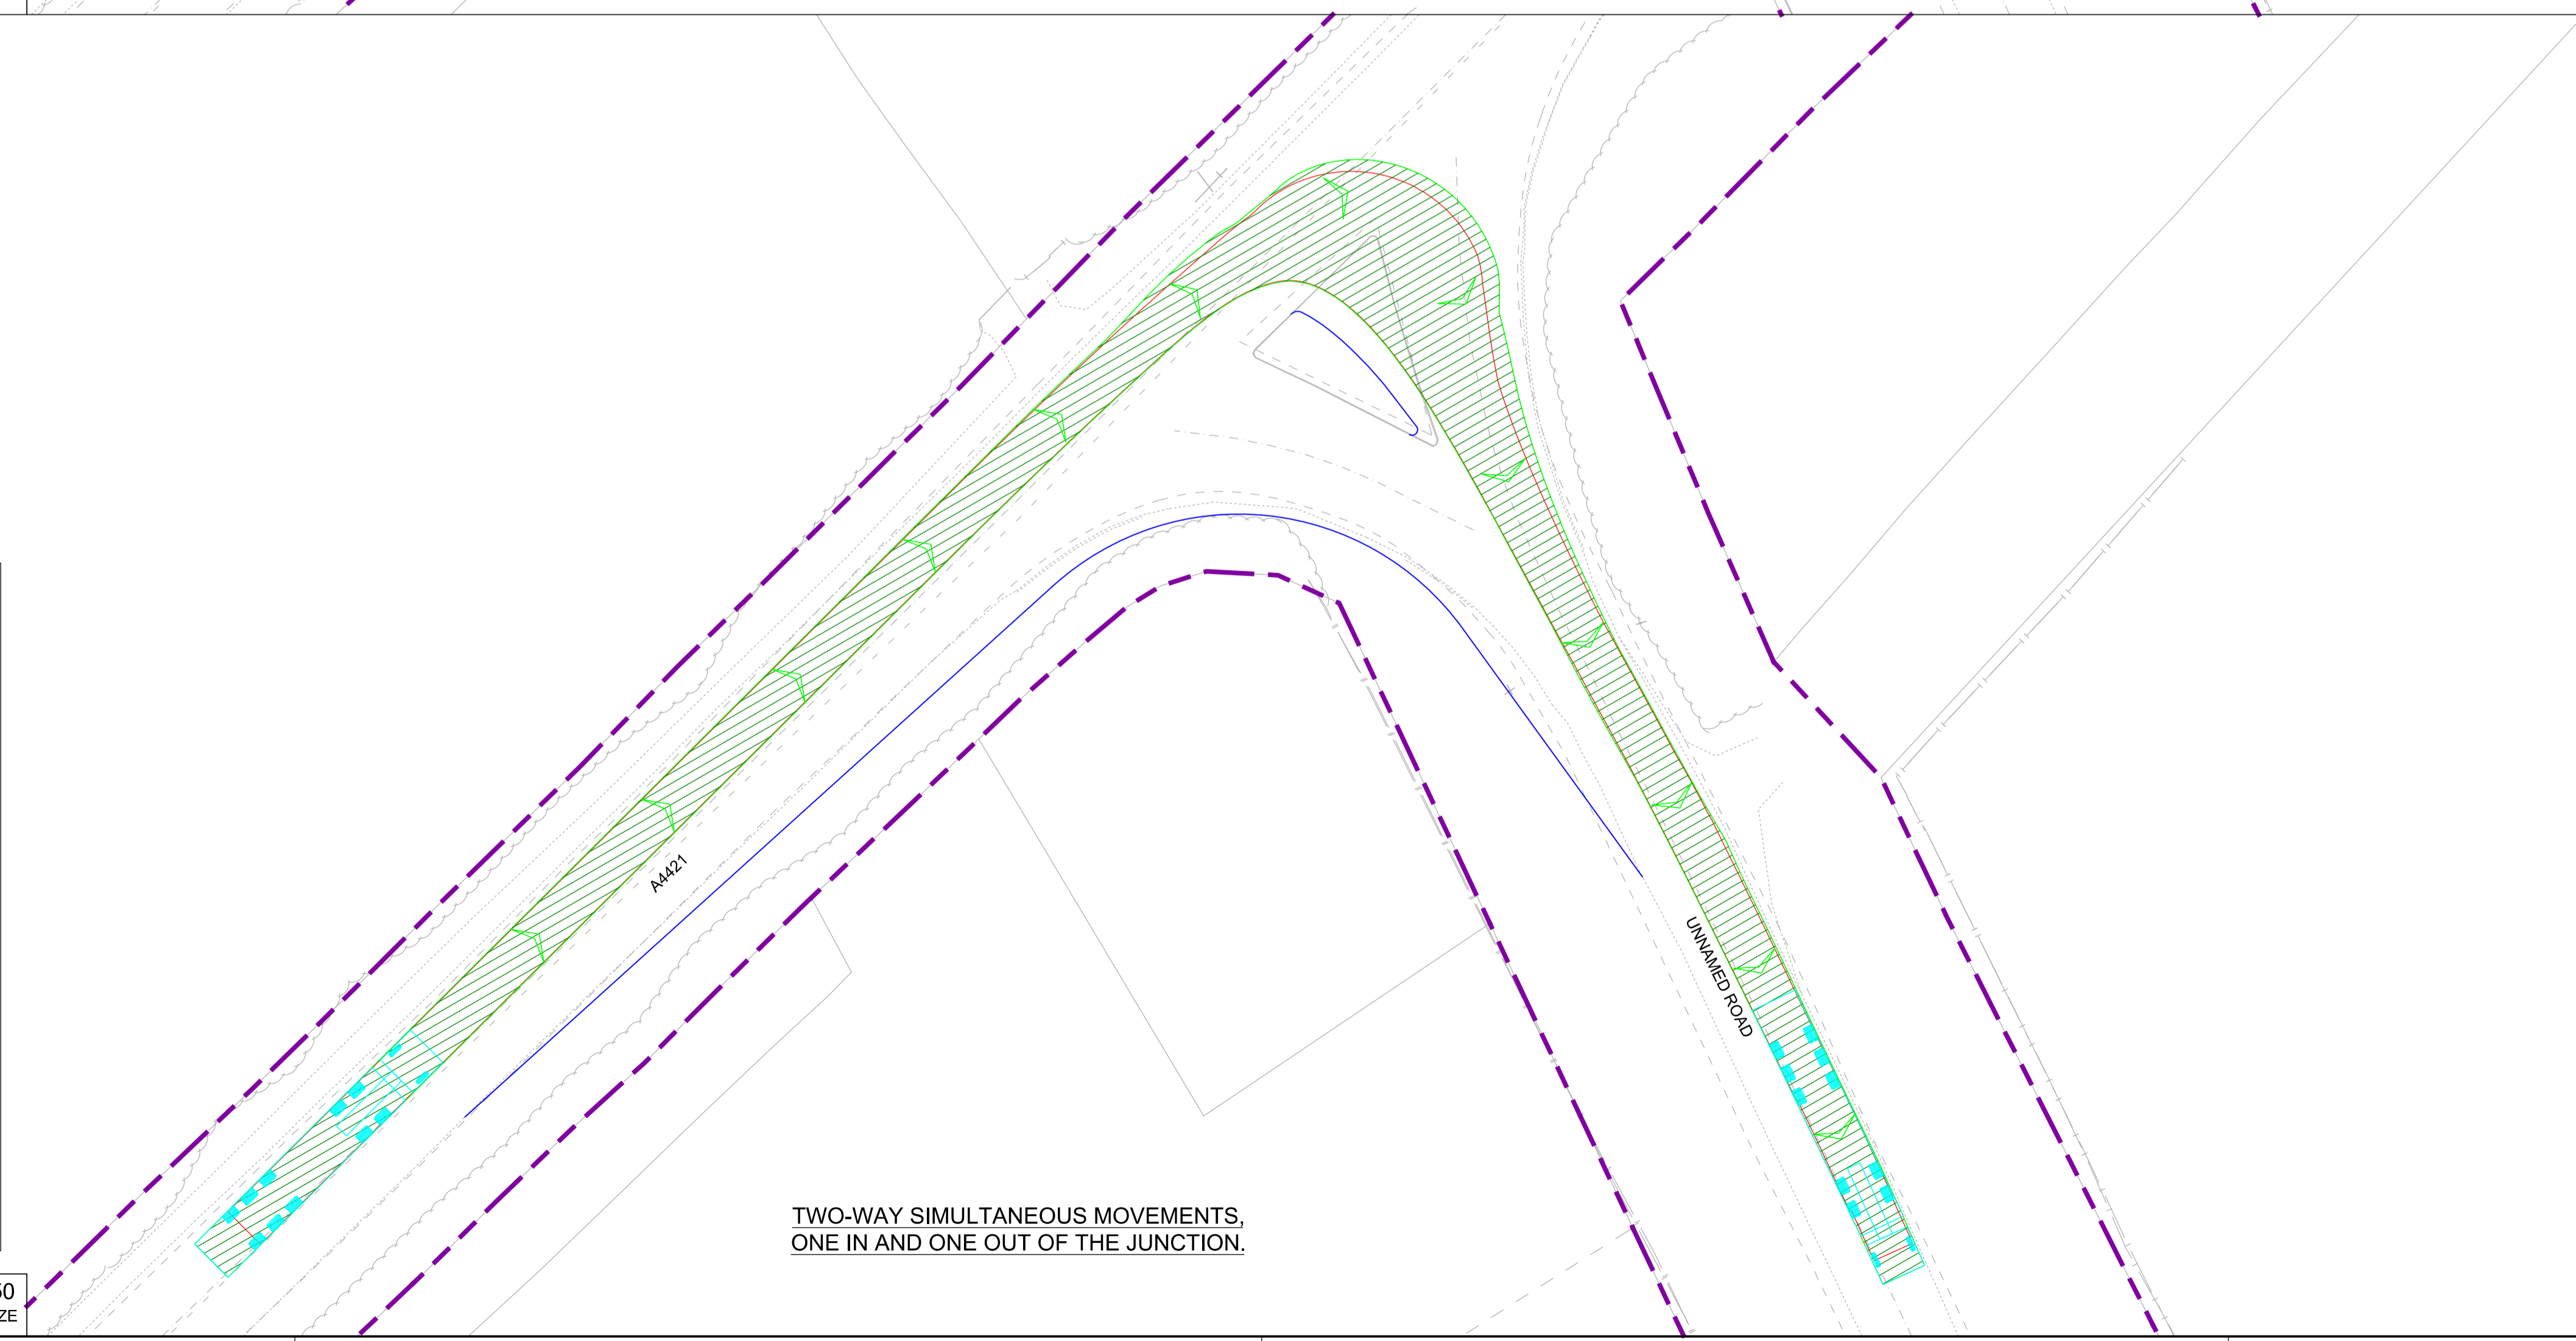 A4421
UNNAMED ROAD
TWO-WAY SIMULTANEOUS MOVEMENTS,
ONE IN AND ONE OUT OF THE JUNCTION.